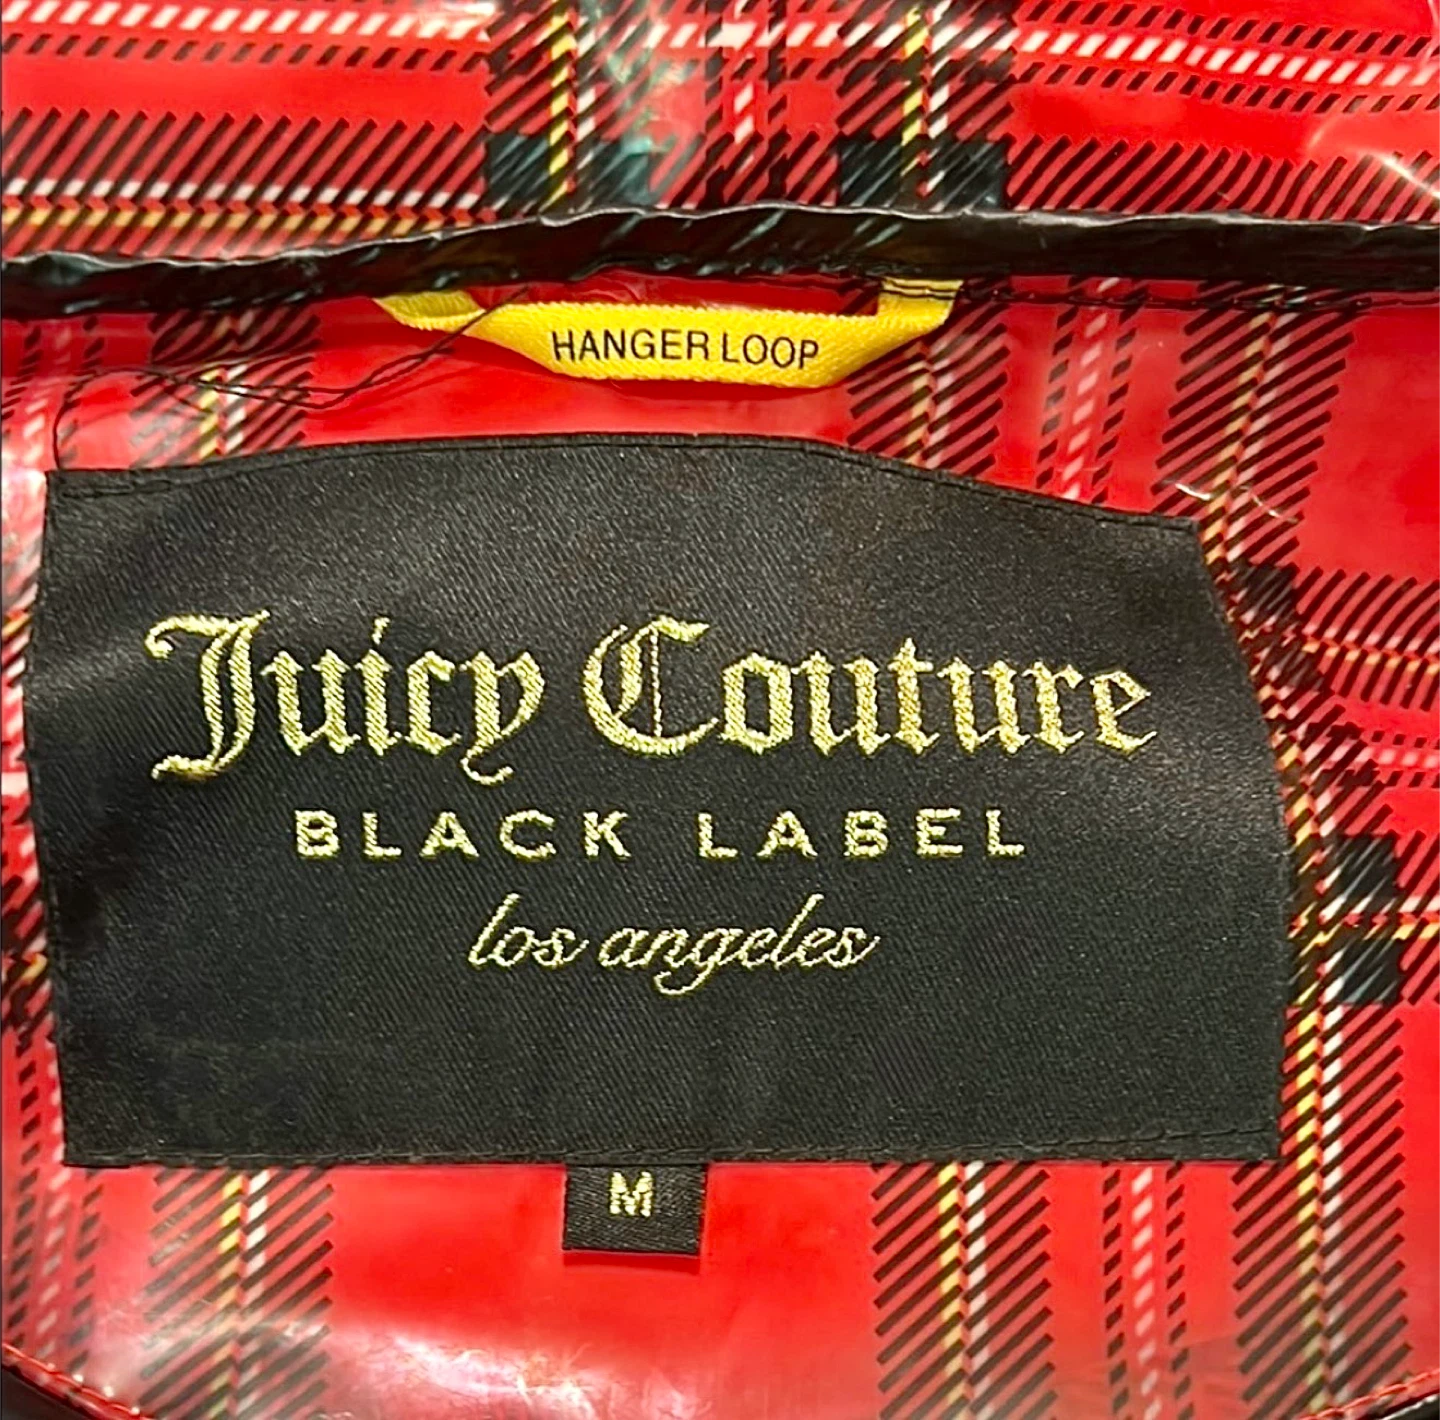 HANGER LOOP
Juicy Couture
BLACK LABEL
los angeles
M